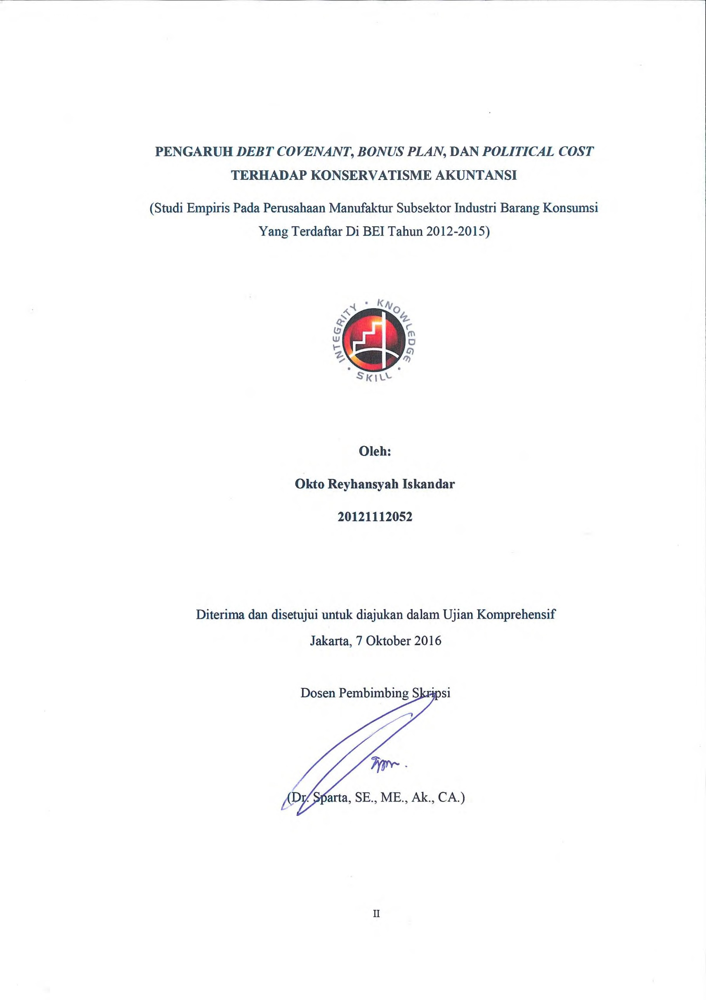 PENGARUH DEBT COVENANT, BONUS PLAN, DAN POLITICAL COST
TERHADAP KONSERVATISME AKUNTANSI
(Studi Empiris Pada Perusahaan Manufaktur Subsektor Industri Barang Konsumsi
Yang Terdaftar Di BEI Tahun 2012-2015)
INTEGRITY • KNOWLEDGE • SKILL •
Oleh:
Okto Reyhansyah Iskandar
20121112052
Diterima dan disetujui untuk diajukan dalam Ujian Komprehensif
Jakarta, 7 Oktober 2016
Dosen Pembimbing Skripsi
(Dr. Sparta, SE., ME., Ak., CA.)
II